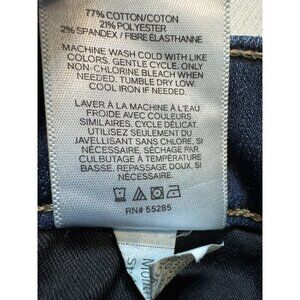 77% COTTON/COTON
21% POLYESTER
2% SPANDEX / FIBRE ÉLASTHANNE
MACHINE WASH COLD WITH LIKE
COLORS. GENTLE CYCLE. ONLY
NON-CHLORINE BLEACH WHEN
NEEDED. TUMBLE DRY LOW.
COOL IRON IF NEEDED.
LAVER À LA MACHINE À L'EAU
FROIDE AVEC COULEURS
SIMILAIRES. CYCLE DÉLICAT.
UTILISEZ SEULEMENT DU
JAVELLISANT SANS CHLORE, SI
NÉCESSAIRE. SÉCHAGE PAR
CULBUTAGE À TEMPÉRATURE
BASSE. REPASSAGE DOUX SI
NÉCESSAIRE.
RN# 55285